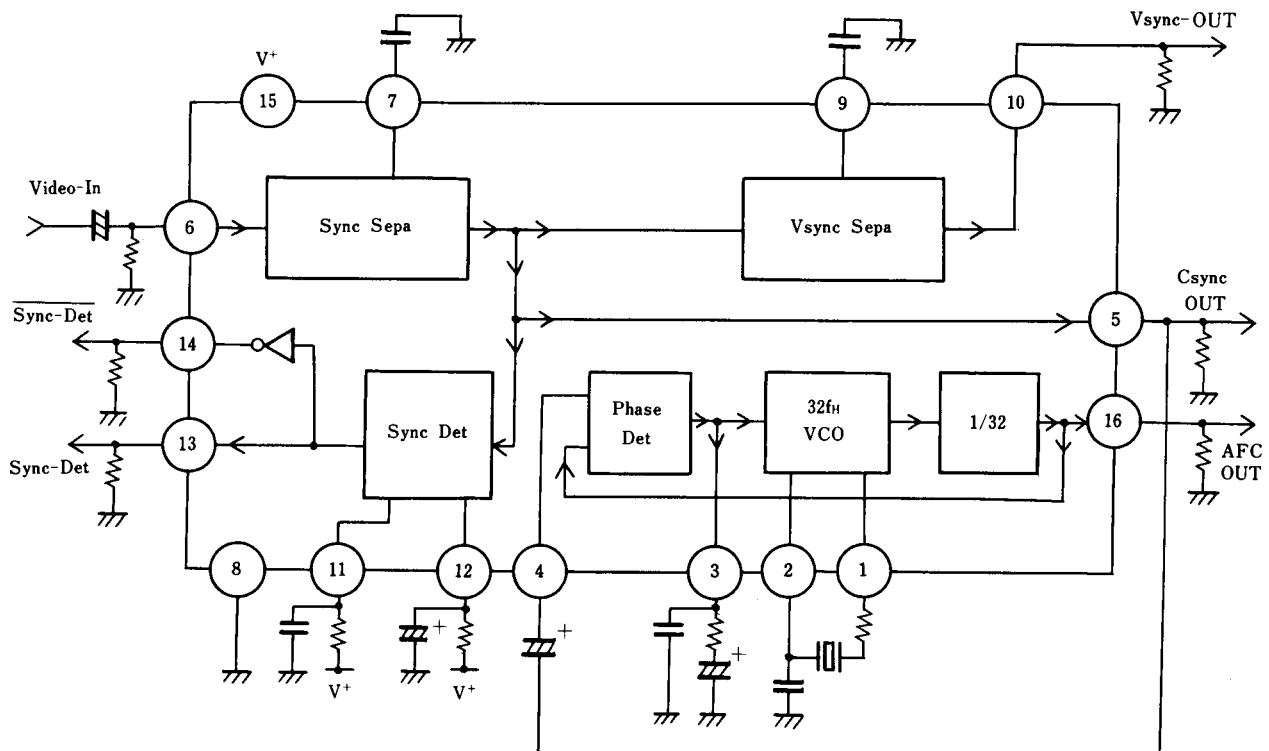 Vsync-OUT
V⁺
15
7
9
10
Video-In
6
Sync Sepa
Vsync Sepa
Csync
OUT
5
Sync-Det
14
Sync Det
Phase
Det
32fH
VCO
1/32
16
AFC
OUT
13
Sync-Det
8
11
12
4
3
2
1
+
+
+
V⁺
V⁺